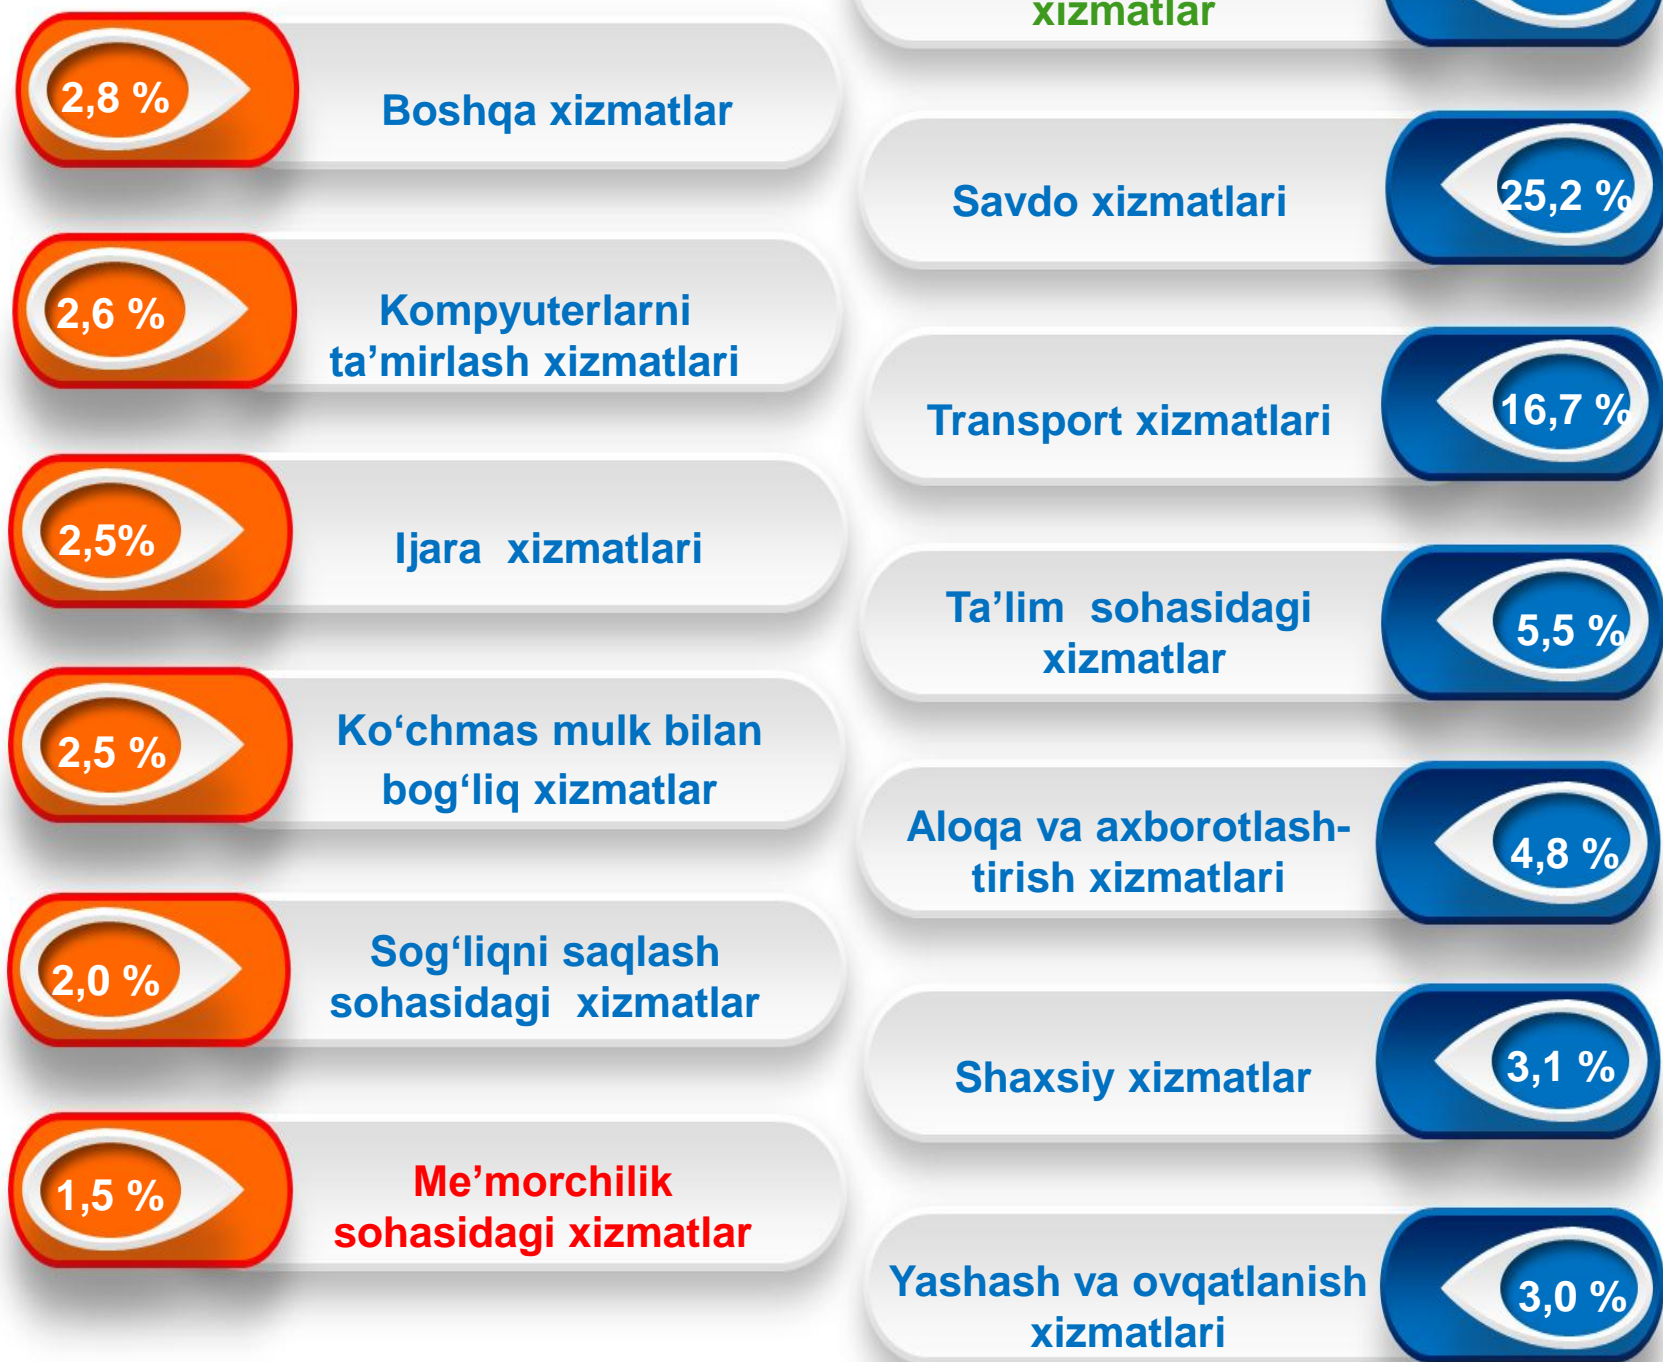 2,8 %
Boshqa xizmatlar
2,6 %
Kompyuterlarni
ta’mirlash xizmatlari
2,5%
Ijara  xizmatlari
2,5 %
Ko‘chmas mulk bilan
bog‘liq xizmatlar
2,0 %
Sog‘liqni saqlash
sohasidagi  xizmatlar
1,5 %
Me’morchilik
sohasidagi xizmatlar
xizmatlar
Savdo xizmatlari
25,2 %
Transport xizmatlari
16,7 %
Ta’lim  sohasidagi
xizmatlar
5,5 %
Aloqa va axborotlash-
tirish xizmatlari
4,8 %
Shaxsiy xizmatlar
3,1 %
Yashash va ovqatlanish
xizmatlari
3,0 %